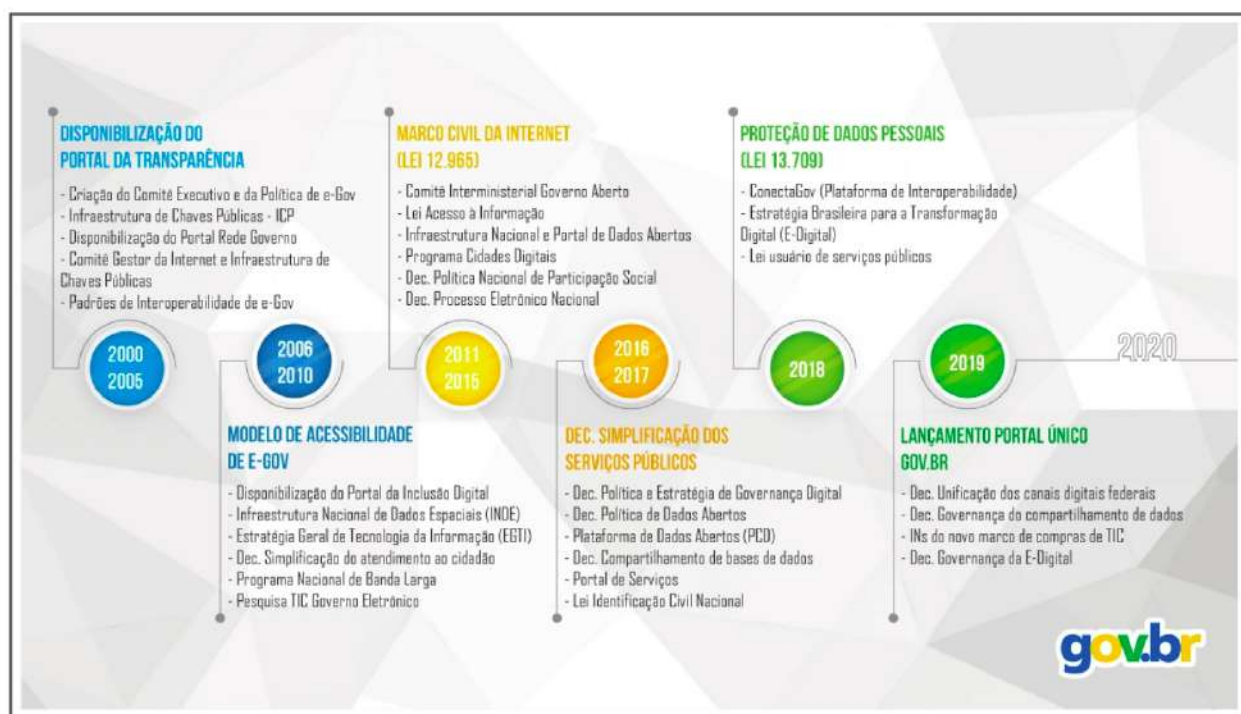 DISPONIBILIZAÇÃO DO
PORTAL DA TRANSPARÊNCIA
- Criação do Comitê Executivo e da Política de e-Gov
- Infraestrutura de Chaves Públicas - ICP
- Disponibilização do Portal Rede Governo
- Comitê Gestor da Internet e Infraestrutura de
Chaves Públicas
- Padrões de Interoperabilidade de e-Gov
2000
2005
2006
2010
MODELO DE ACESSIBILIDADE
DE E-GOV
- Disponibilização do Portal da Inclusão Digital
- Infraestrutura Nacional de Dados Espaciais (INDE)
- Estratégia Geral de Tecnologia da Informação (EGTI)
- Dec. Simplificação do atendimento ao cidadão
- Programa Nacional de Banda Larga
- Pesquisa TIC Governo Eletrônico
MARCO CIVIL DA INTERNET
(LEI 12.965)
- Comitê Interministerial Governo Aberto
- Lei Acesso à Informação
- Infraestrutura Nacional e Portal de Dados Abertos
- Programa Cidades Digitais
- Dec. Política Nacional de Participação Social
- Dec. Processo Eletrônico Nacional
2011
2015
2016
2017
DEC. SIMPLIFICAÇÃO DOS
SERVIÇOS PÚBLICOS
- Dec. Política e Estratégia de Governança Digital
- Dec. Política de Dados Abertos
- Plataforma de Dados Abertos (PCD)
- Dec. Compartilhamento de bases de dados
- Portal de Serviços
- Lei Identificação Civil Nacional
PROTEÇÃO DE DADOS PESSOAIS
(LEI 13.709)
- ConectaGov (Plataforma de Interoperabilidade)
- Estratégia Brasileira para a Transformação
Digital (E-Digital)
- Lei usuário de serviços públicos
2018
2019
LANÇAMENTO PORTAL ÚNICO
GOV.BR
- Dec. Unificação dos canais digitais federais
- Dec. Governança do compartilhamento de dados
- INs do novo marco de compras de TIC
- Dec. Governança da E-Digital
2020
gov.br